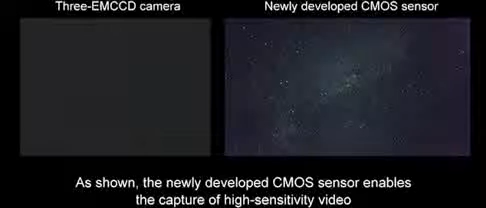 Three-EMCCD camera
Newly developed CMOS sensor
As shown, the newly developed CMOS sensor enables
the capture of high-sensitivity video